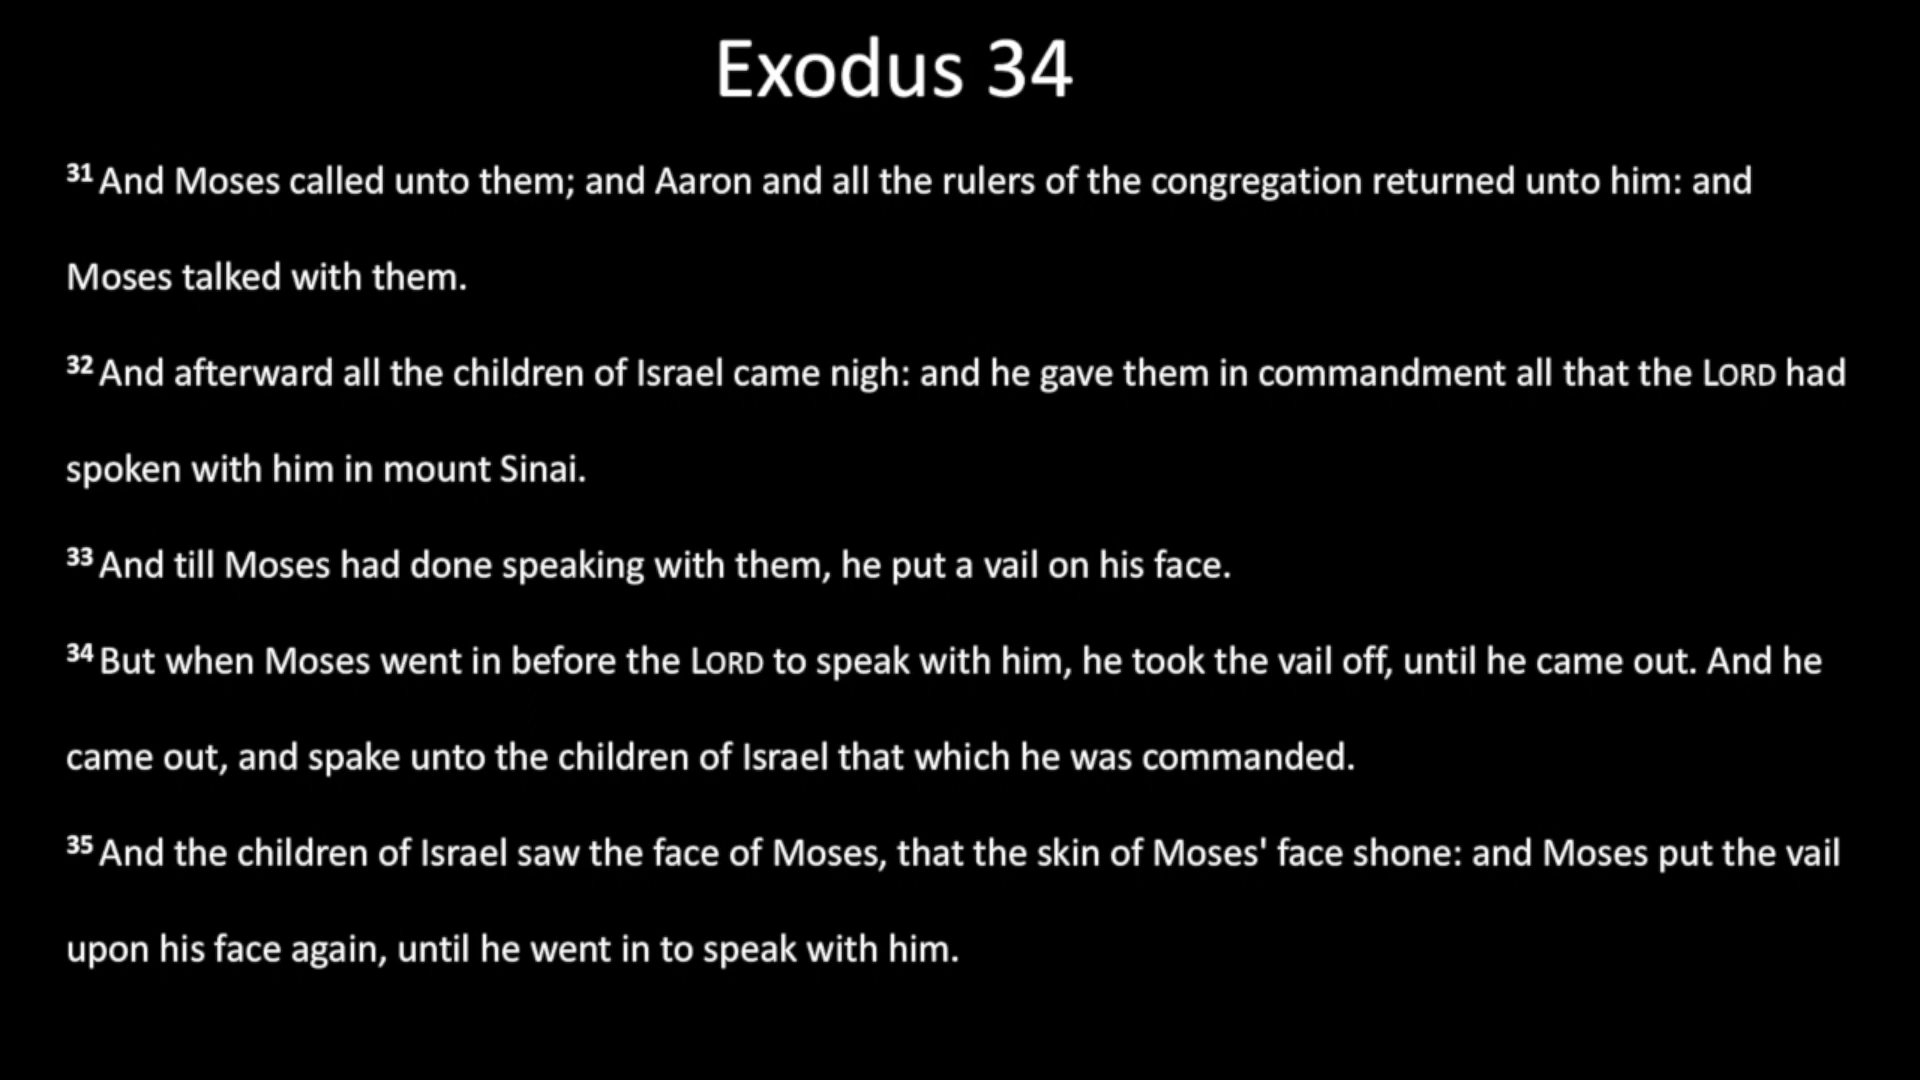 Exodus 34
31 And Moses called unto them; and Aaron and all the rulers of the congregation returned unto him: and
Moses talked with them.
32 And afterward all the children of Israel came nigh: and he gave them in commandment all that the LORD had
spoken with him in mount Sinai.
33 And till Moses had done speaking with them, he put a vail on his face.
34 But when Moses went in before the LORD to speak with him, he took the vail off, until he came out. And he
came out, and spake unto the children of Israel that which he was commanded.
35 And the children of Israel saw the face of Moses, that the skin of Moses' face shone: and Moses put the vail
upon his face again, until he went in to speak with him.